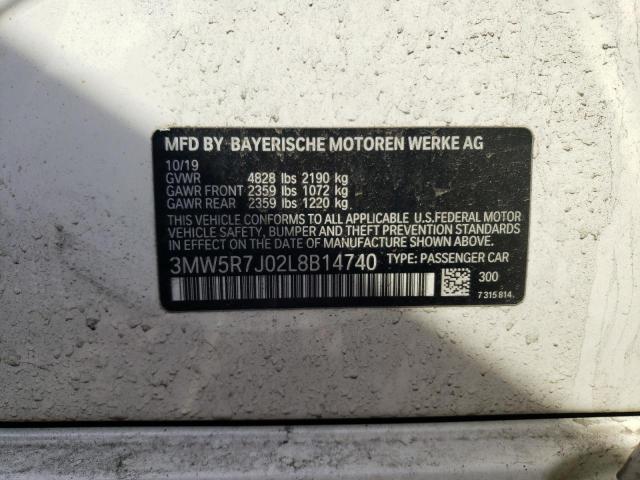 MFD BY BAYERISCHE MOTOREN WERKE AG
10/19
GVWR 4828 lbs 2190 kg
GAWR FRONT 2359 lbs 1072 kg
GAWR REAR 2359 lbs 1220 kg
THIS VEHICLE CONFORMS TO ALL APPLICABLE U.S.FEDERAL MOTOR
VEHICLE SAFETY, BUMPER, AND THEFT PREVENTION STANDARDS
IN EFFECT ON THE DATE OF MANUFACTURE SHOWN ABOVE.
3MW5R7J02L8B14740 TYPE: PASSENGER CAR
300
7 315 814